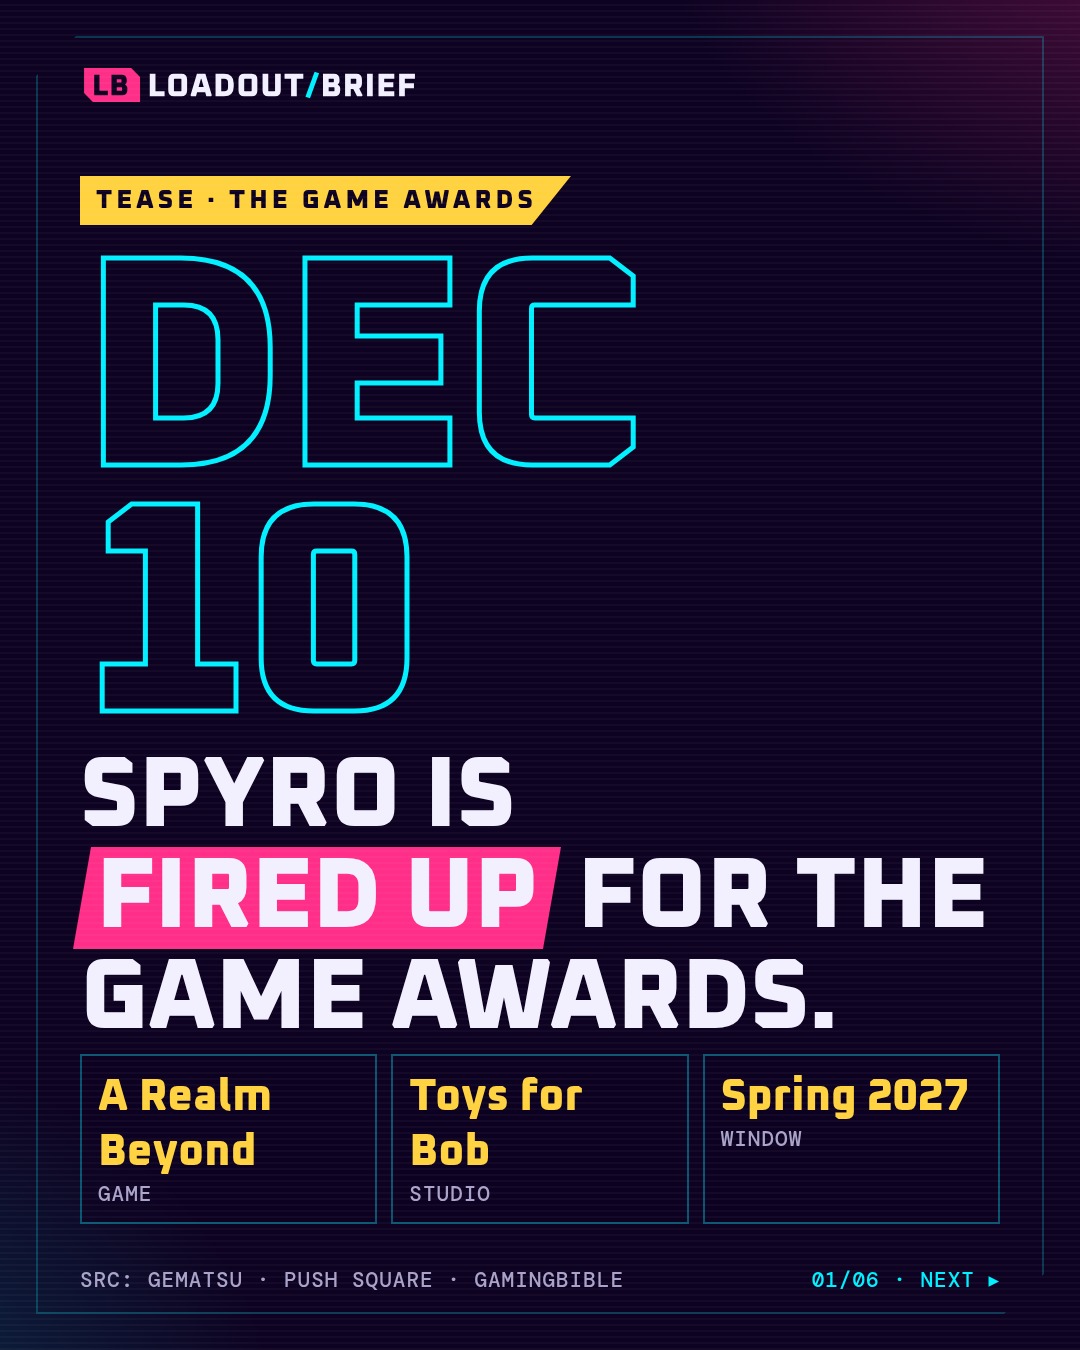 LB LOADOUT/BRIEF
TEASE · THE GAME AWARDS
DEC
10
SPYRO IS
FIRED UP FOR THE
GAME AWARDS.
A Realm
Beyond
GAME
Toys for
Bob
STUDIO
Spring 2027
WINDOW
SRC: GEMATSU · PUSH SQUARE · GAMINGBIBLE
01/06 · NEXT ▶